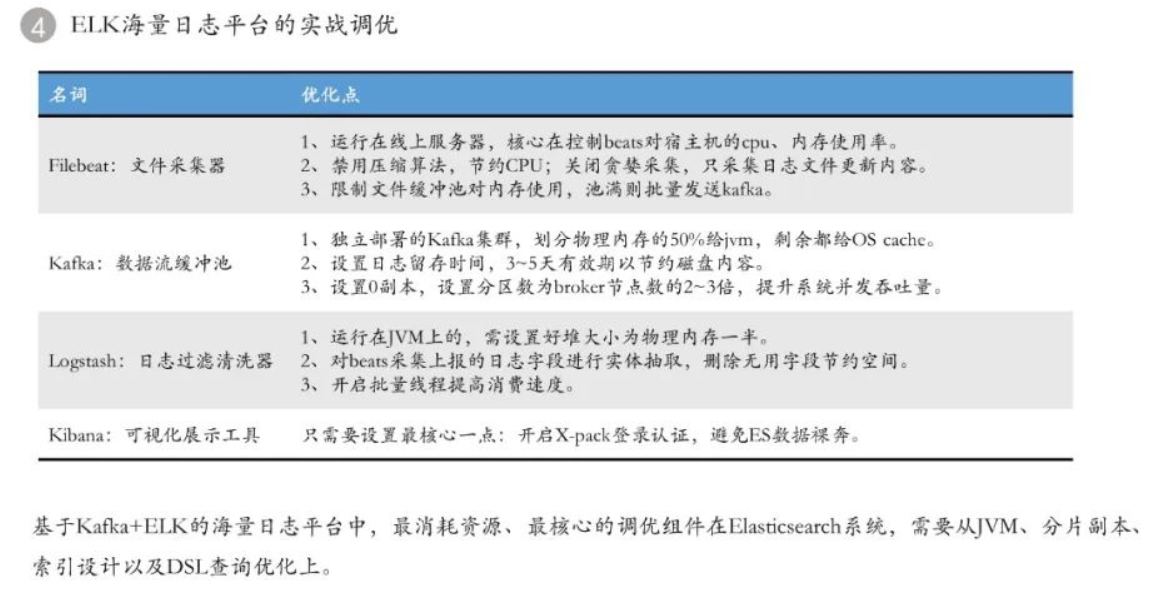 4 ELK海量日志平台的实战调优
名词 优化点
Filebeat：文件采集器
1、运行在线上服务器，核心在控制beats对宿主机的cpu、内存使用率。
2、禁用压缩算法，节约CPU；关闭贪婪采集，只采集日志文件更新内容。
3、限制文件缓冲池对内存使用，池满则批量发送kafka。
Kafka：数据流缓冲池
1、独立部署的Kafka集群，划分物理内存的50%给jvm，剩余都给OS cache。
2、设置日志留存时间，3~5天有效期以节约磁盘内容。
3、设置0副本，设置分区数为broker节点数的2~3倍，提升系统并发吞吐量。
Logstash：日志过滤清洗器
1、运行在JVM上的，需设置好堆大小为物理内存一半。
2、对beats采集上报的日志字段进行实体抽取，删除无用字段节约空间。
3、开启批量线程提高消费速度。
Kibana：可视化展示工具
只需要设置最核心一点：开启X-pack登录认证，避免ES数据裸奔。
基于Kafka+ELK的海量日志平台中，最消耗资源、最核心的调优组件在Elasticsearch系统，需要从JVM、分片副本、
索引设计以及DSL查询优化上。